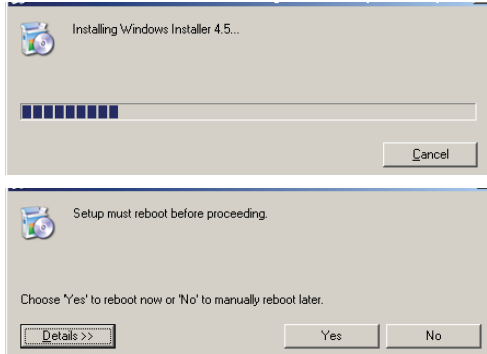 Installing Windows Installer 4.5...
Cancel
Setup must reboot before proceeding.
Choose 'Yes' to reboot now or 'No' to manually reboot later.
Details >>
Yes
No